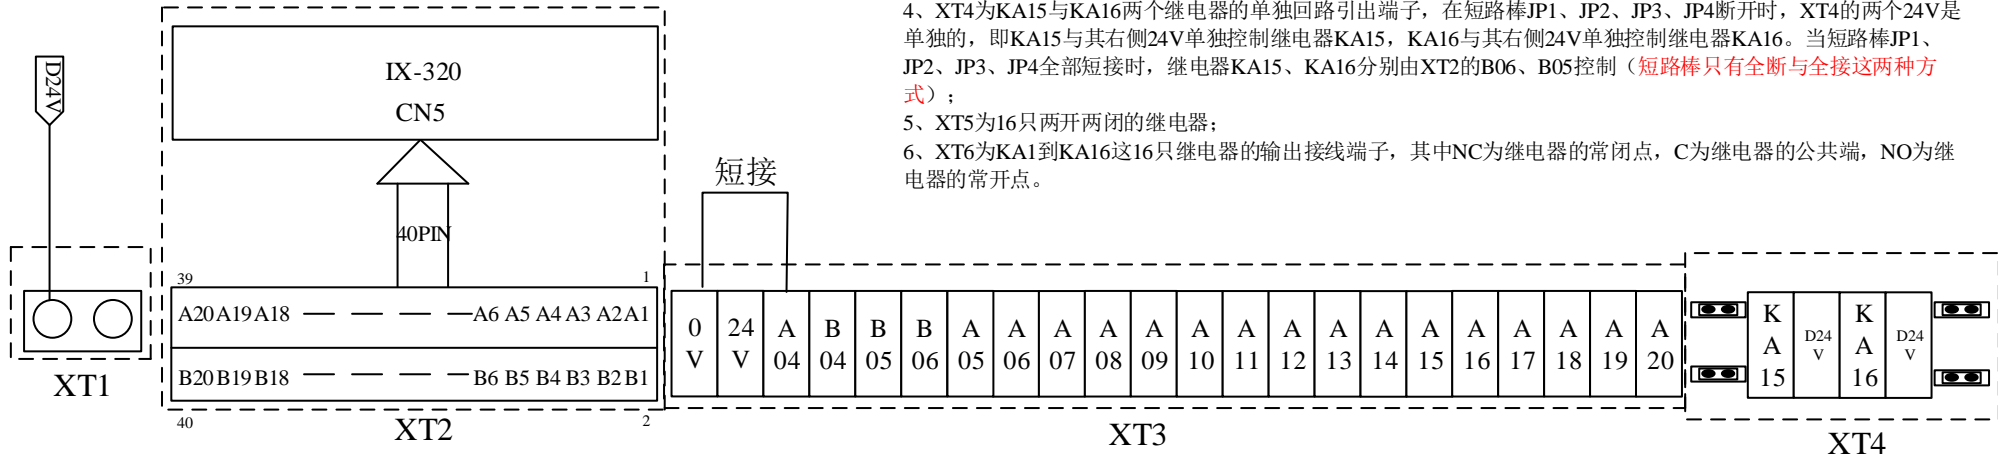 4、XT4为KA15与KA16两个继电器的单独回路引出端子，在短路棒JP1、JP2、JP3、JP4断开时，XT4的两个24V是
单独的，即KA15与其右侧24V单独控制继电器KA15，KA16与其右侧24V单独控制继电器KA16。当短路棒JP1、
JP2、JP3、JP4全部短接时，继电器KA15、KA16分别由XT2的B06、B05控制（短路棒只有全断与全接这两种方
式）；
5、XT5为16只两开两闭的继电器；
6、XT6为KA1到KA16这16只继电器的输出接线端子，其中NC为继电器的常闭点，C为继电器的公共端，NO为继
电器的常开点。
D24V
IX-320
CN5
短接
40PIN
39 1
A20 A19 A18 A6 A5 A4 A3 A2 A1
B20 B19 B18 B6 B5 B4 B3 B2 B1
40 2
0 24 A B B B A A A A A A A A A A A A A A A A
V V 04 04 05 06 05 06 07 08 09 10 11 12 13 14 15 16 17 18 19 20
KA15
D24
V
KA16
D24
V
XT1
XT2
XT3
XT4